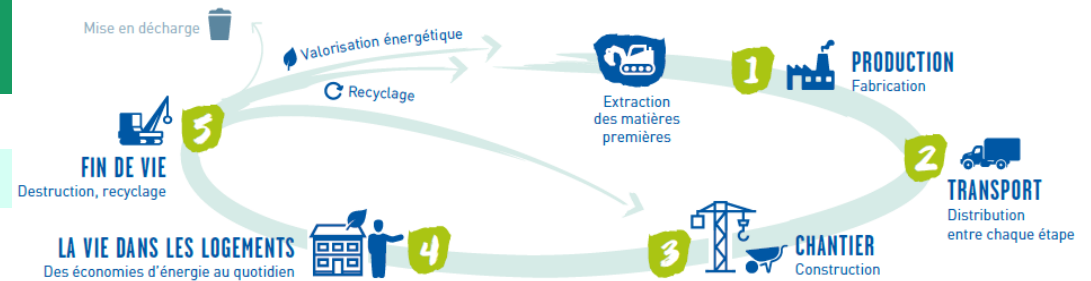 Mise en décharge
Valorisation énergétique
Recyclage
Extraction
des matières
premières
1
PRODUCTION
Fabrication
2
TRANSPORT
Distribution
entre chaque étape
3
CHANTIER
Construction
4
LA VIE DANS LES LOGEMENTS
Des économies d'énergie au quotidien
5
FIN DE VIE
Destruction, recyclage